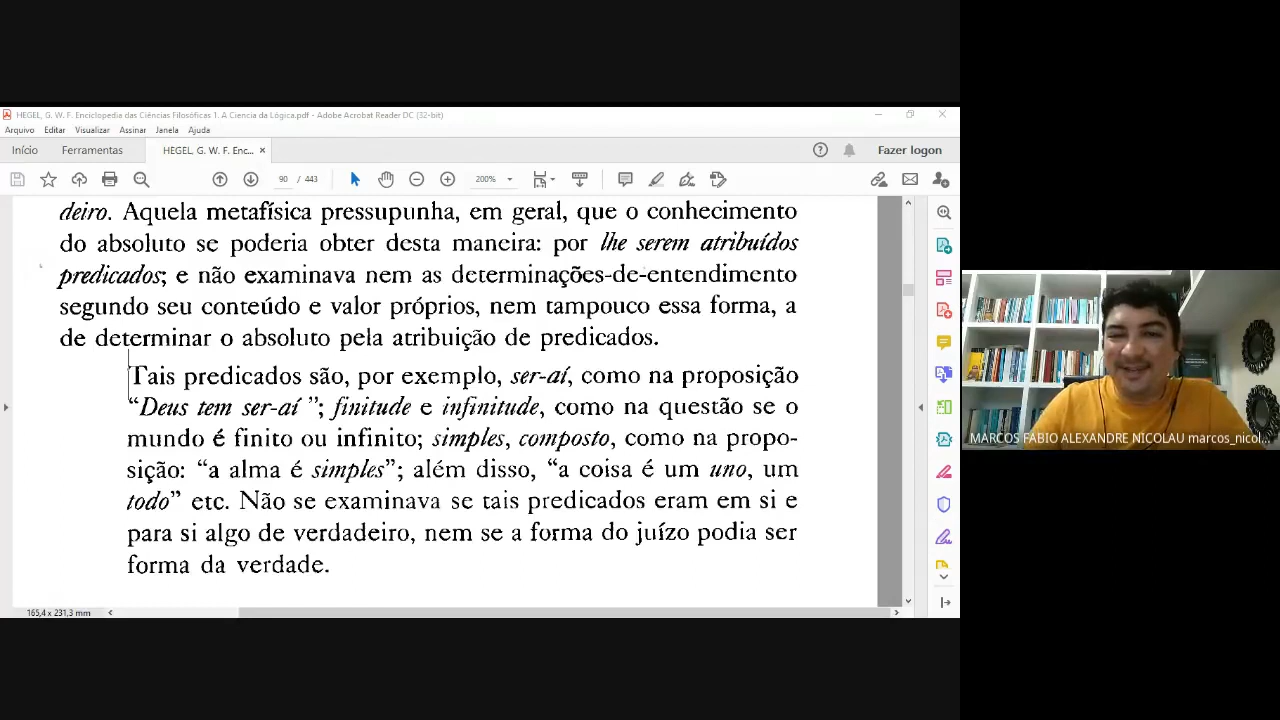 HEGEL, G. W. F. Enciclopedia das Ciências Filosóficas 1. A Ciencia da Lógica.pdf - Adobe Acrobat Reader DC (32-bit)
Arquivo Editar Visualizar Assinar Janela Ajuda
Início Ferramentas HEGEL, G. W. F. Enc... × Fazer logon
90 / 443 200%
deiro. Aquela metafísica pressupunha, em geral, que o conhecimento
do absoluto se poderia obter desta maneira: por lhe serem atribuídos
predicados; e não examinava nem as determinações-de-entendimento
segundo seu conteúdo e valor próprios, nem tampouco essa forma, a
de determinar o absoluto pela atribuição de predicados.
Tais predicados são, por exemplo, ser-aí, como na proposição
“Deus tem ser-aí ”; finitude e infinitude, como na questão se o
mundo é finito ou infinito; simples, composto, como na propo-
sição: “a alma é simples”; além disso, “a coisa é um uno, um
todo” etc. Não se examinava se tais predicados eram em si e
para si algo de verdadeiro, nem se a forma do juízo podia ser
forma da verdade.
165,4 x 231,3 mm
MARCOS FABIO ALEXANDRE NICOLAU marcos_nicol...